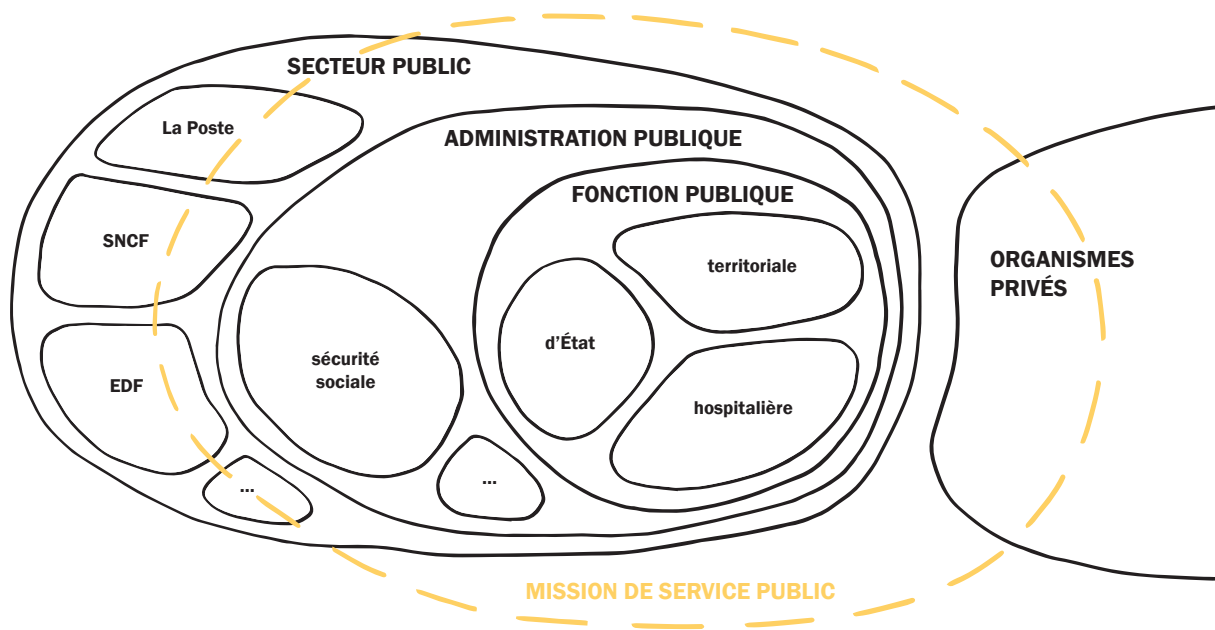 SECTEUR PUBLIC
La Poste
ADMINISTRATION PUBLIQUE
FONCTION PUBLIQUE
SNCF
territoriale
ORGANISMES
PRIVÉS
d'État
sécurité
sociale
EDF
hospitalière
...
...
MISSION DE SERVICE PUBLIC